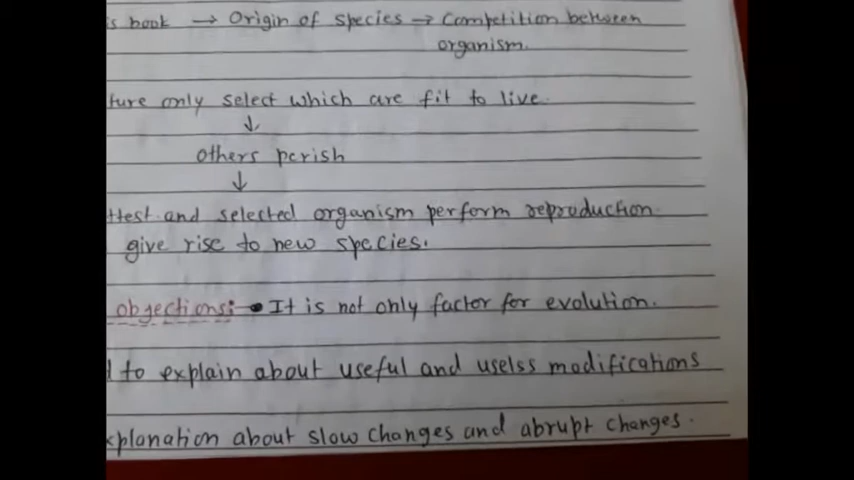 is book → Origin of species → Competition between
organism.
ture only select which are fit to live.
↓
others perish
↓
ttest and selected organism perform reproduction
give rise to new species.
objections:- • It is not only factor for evolution.
d to explain about useful and uselss modifications
xplanation about slow changes and abrupt changes.